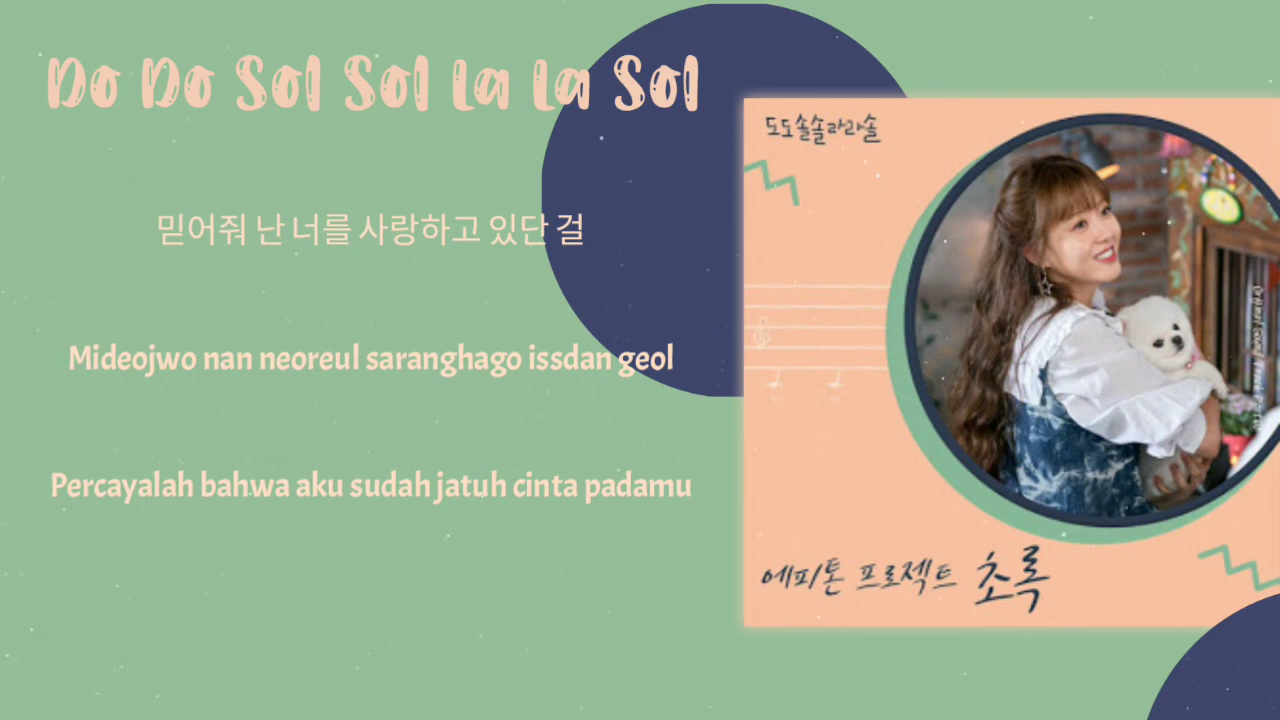 Do Do Sol Sol La La Sol
믿어줘 난 너를 사랑하고 있단 걸
Mideojwo nan neoreul saranghago issdan geol
Percayalah bahwa aku sudah jatuh cinta padamu
도도솔솔라라솔
에피톤 프로젝트 초록